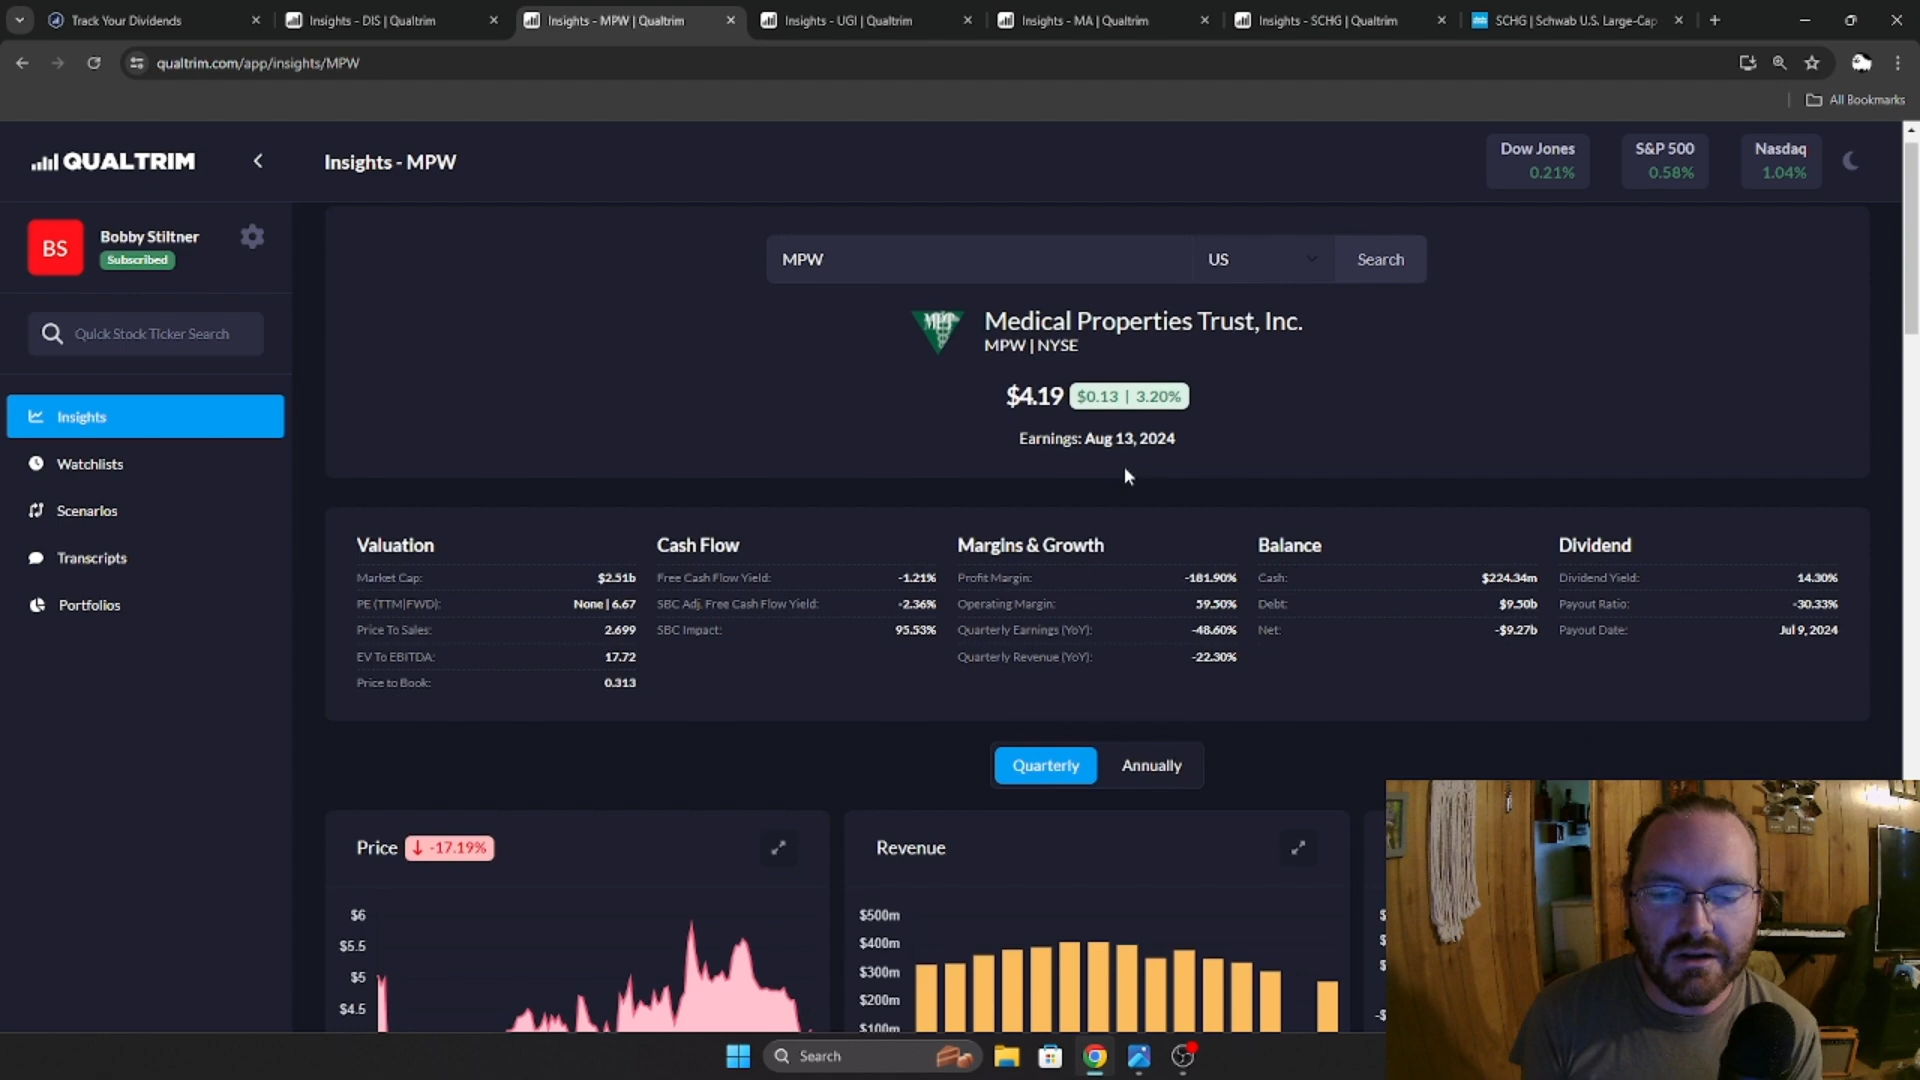 Track Your Dividends
Insights - DIS | Qualtrim
Insights - MPW | Qualtrim
Insights - UGI | Qualtrim
Insights - MA | Qualtrim
Insights - SCHG | Qualtrim
SCHG | Schwab U.S. Large-Cap
qualtrim.com/app/insights/MPW
All Bookmarks
QUALTRIM
Insights - MPW
Dow Jones
0.21%
S&P 500
0.58%
Nasdaq
1.04%
BS
Bobby Stiltner
Subscribed
Quick Stock Ticker Search
Insights
Watchlists
Scenarios
Transcripts
Portfolios
MPW
US
Search
MPT
Medical Properties Trust, Inc.
MPW | NYSE
$4.19
$0.13 | 3.20%
Earnings: Aug 13, 2024
Valuation
Market Cap: $2.51b
PE (TTM|FWD): None | 6.67
Price To Sales: 2.699
EV To EBITDA: 17.72
Price to Book: 0.313
Cash Flow
Free Cash Flow Yield: -1.21%
SBC Adj. Free Cash Flow Yield: -2.36%
SBC Impact: 95.53%
Margins & Growth
Profit Margin: -181.90%
Operating Margin: 59.50%
Quarterly Earnings (YoY): -48.60%
Quarterly Revenue (YoY): -22.30%
Balance
Cash: $224.34m
Debt: $9.50b
Net: -$9.27b
Dividend
Dividend Yield: 14.30%
Payout Ratio: -30.33%
Payout Date: Jul 9, 2024
Quarterly
Annually
Price
-17.19%
$6
$5.5
$5
$4.5
Revenue
$500m
$400m
$300m
$200m
$100m
Search